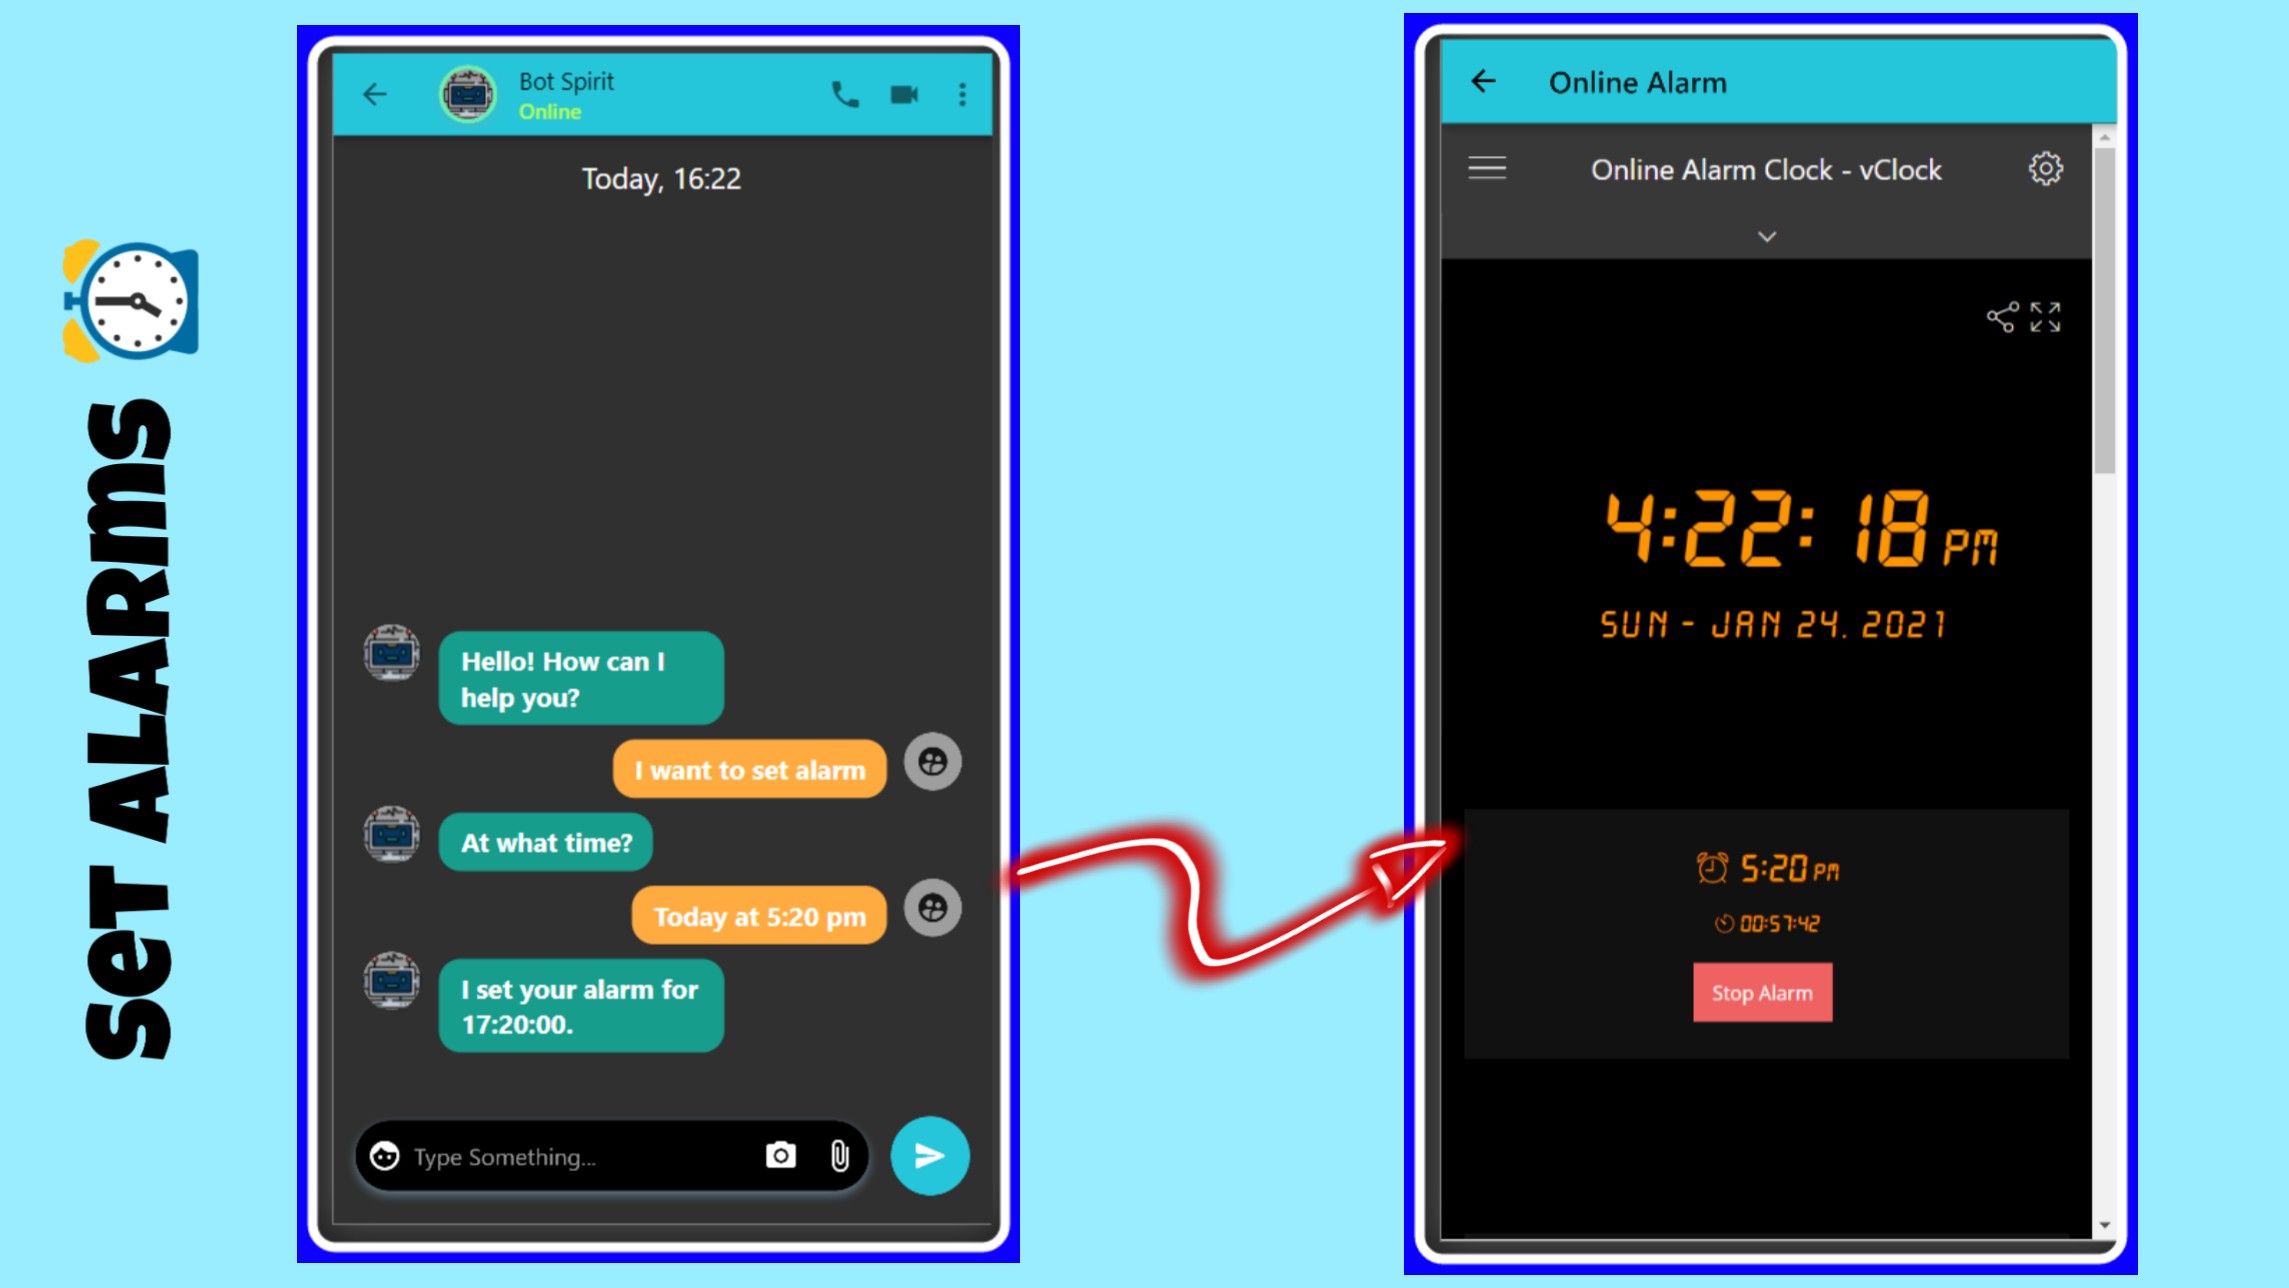 Set ALARms
Bot Spirit
Online
Today, 16:22
Hello! How can I
help you?
I want to set alarm
At what time?
Today at 5:20 pm
I set your alarm for
17:20:00.
Type Something...
Online Alarm
Online Alarm Clock - vClock
4:22:18 PM
SUN - JAN 24. 2021
5:20 PM
00:57:42
Stop Alarm